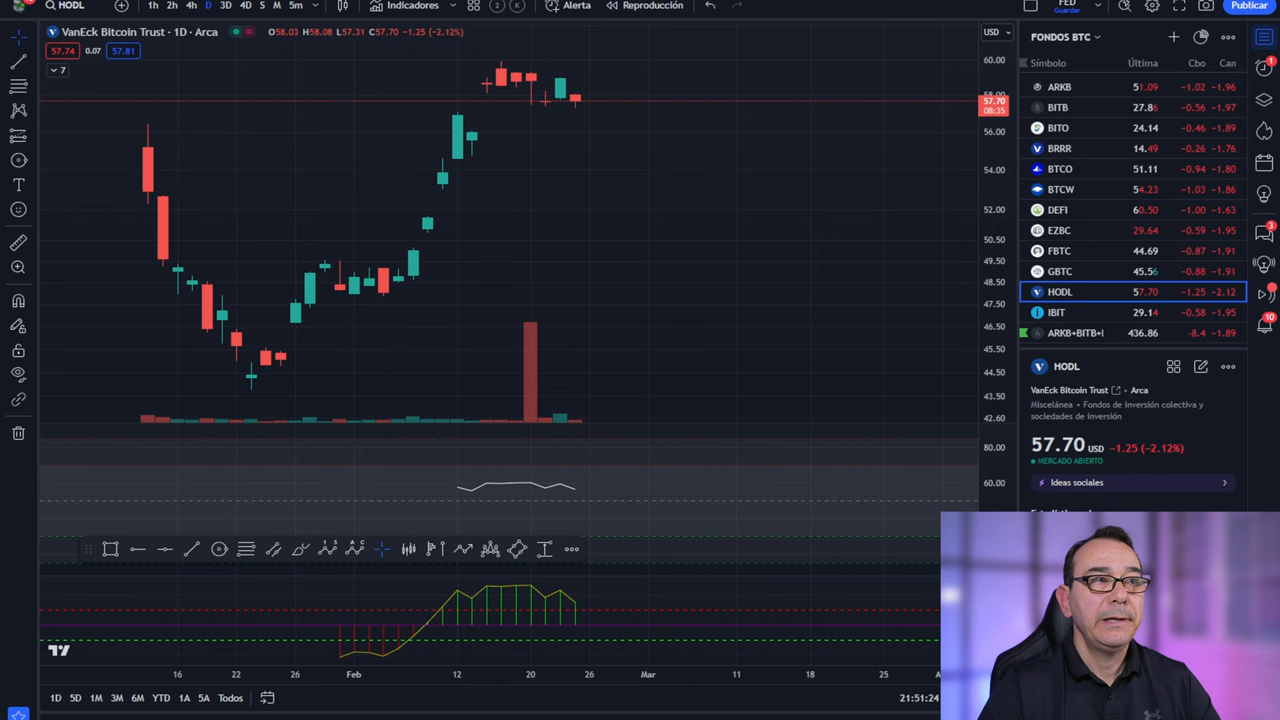 HODL
1h 2h 4h D 3D 4D S M 5m
Indicadores
2 K
Alerta
Reproducción
FED
Guardar
Publicar
VanEck Bitcoin Trust · 1D · Arca
O58.03 H58.08 L57.31 C57.70 −1.25 (−2.12%)
57.74 0.07 57.81
7
USD
60.00
58.00
57.70
08:35
56.00
54.00
52.00
50.50
49.50
48.50
47.50
46.50
45.50
44.50
43.50
42.60
80.00
60.00
16 22 26 Feb 12 20 26 Mar 11 18 25
1D 5D 1M 3M 6M YTD 1A 5A Todos
21:51:24
FONDOS BTC
Símbolo Última Cbo Can
ARKB 51.09 −1.02 −1.96
BITB 27.86 −0.56 −1.97
BITO 24.14 −0.46 −1.89
BRRR 14.49 −0.26 −1.76
BTCO 51.11 −0.94 −1.80
BTCW 54.23 −1.03 −1.86
DEFI 60.50 −1.00 −1.63
EZBC 29.64 −0.59 −1.95
FBTC 44.69 −0.87 −1.91
GBTC 45.56 −0.88 −1.91
HODL 57.70 −1.25 −2.12
IBIT 29.14 −0.58 −1.95
ARKB+BITB+I 436.86 −8.4 −1.89
HODL
VanEck Bitcoin Trust · Arca
Miscelánea · Fondos de inversión colectiva y
sociedades de inversión
57.70 USD −1.25 (−2.12%)
MERCADO ABIERTO
Ideas sociales
1
3
10